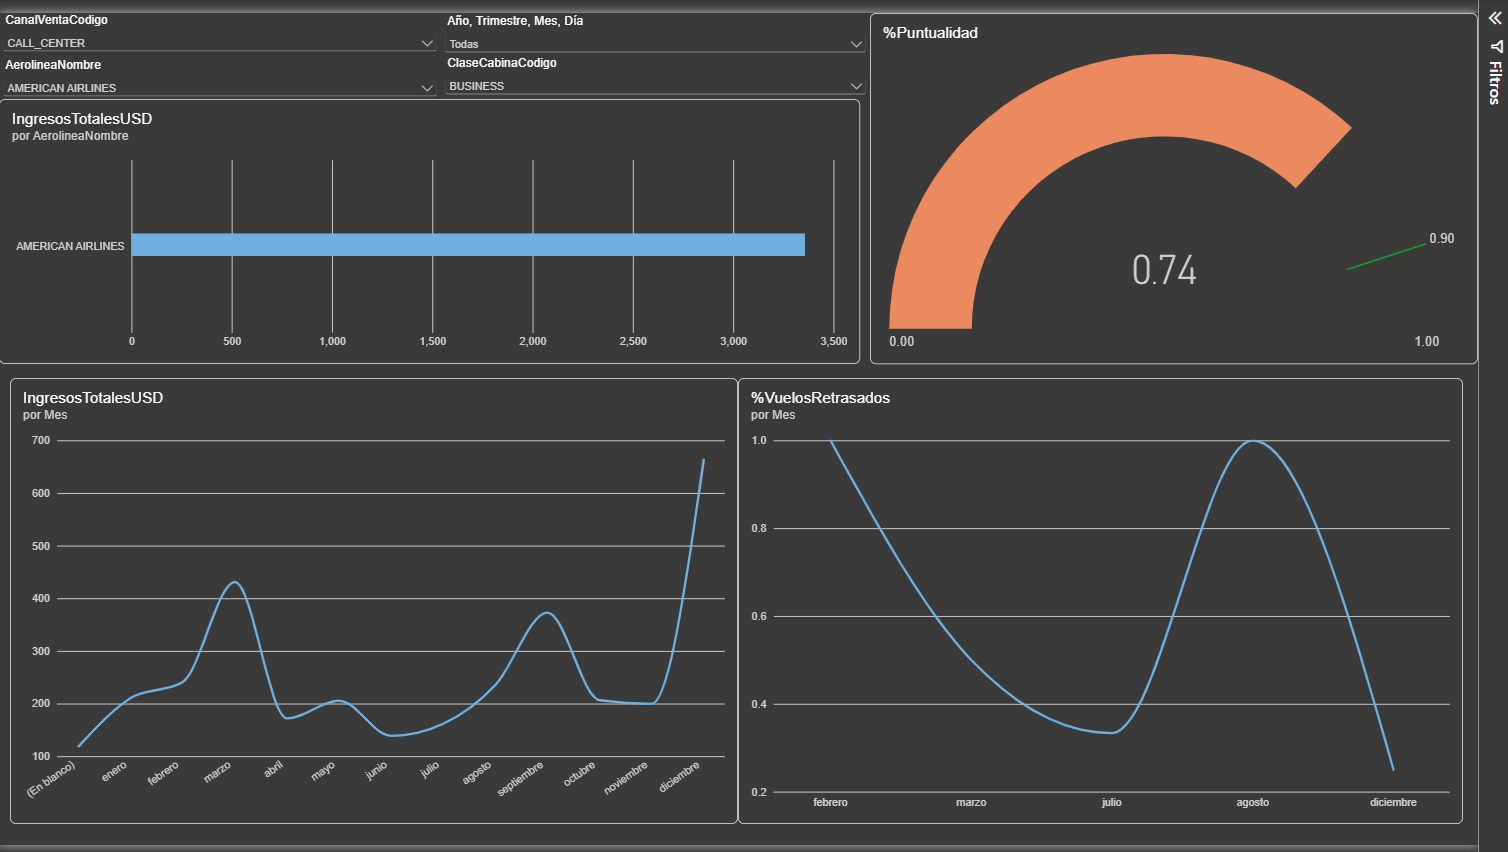 CanalVentaCodigo
CALL_CENTER
AerolineaNombre
AMERICAN AIRLINES
Año, Trimestre, Mes, Día
Todas
ClaseCabinaCodigo
BUSINESS
IngresosTotalesUSD
por AerolineaNombre
AMERICAN AIRLINES
0 500 1,000 1,500 2,000 2,500 3,000 3,500
%Puntualidad
0.90
0.74
0.00 1.00
Filtros
IngresosTotalesUSD
por Mes
700
600
500
400
300
200
100
(En blanco) enero febrero marzo abril mayo junio julio agosto septiembre octubre noviembre diciembre
%VuelosRetrasados
por Mes
1.0
0.8
0.6
0.4
0.2
febrero marzo julio agosto diciembre